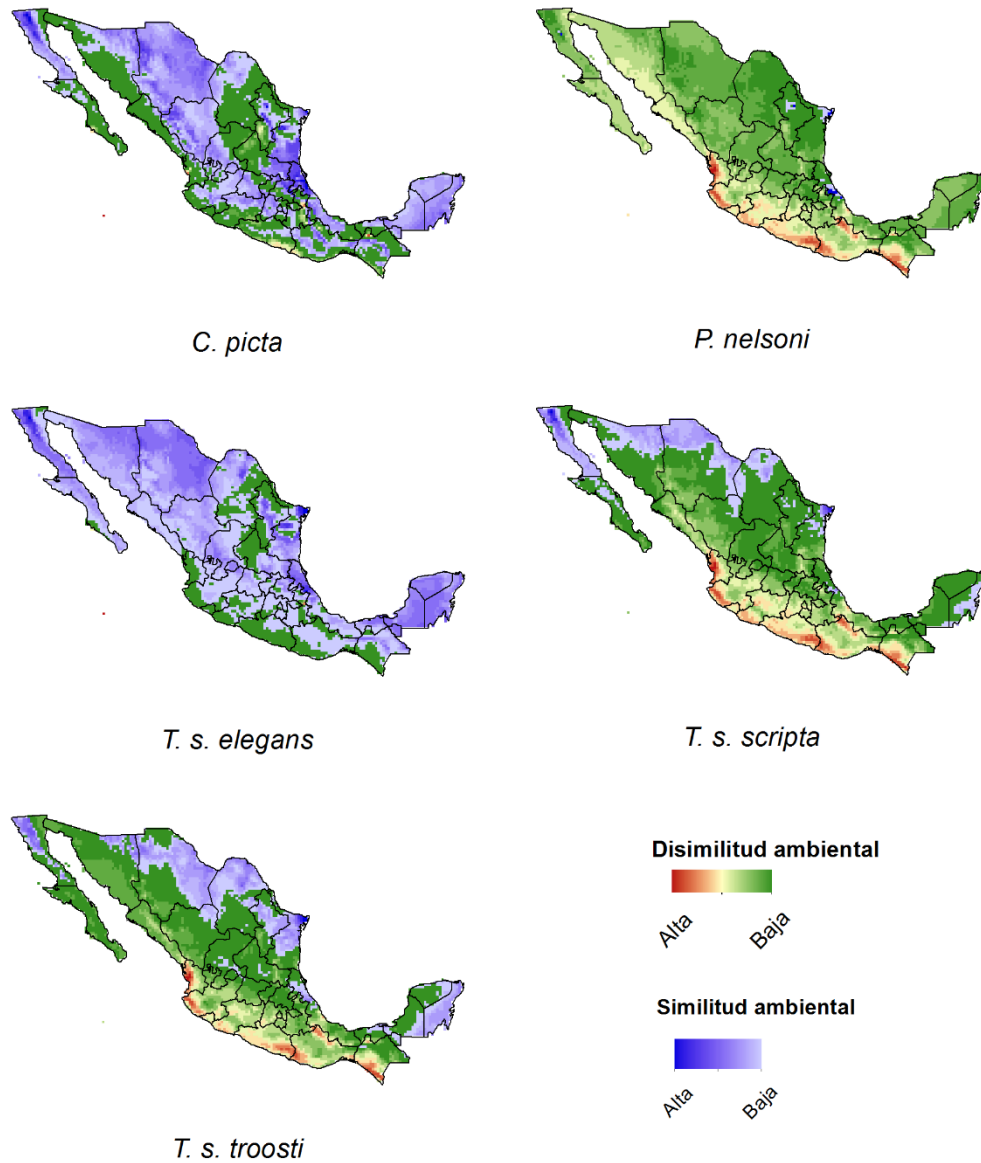 C. picta
P. nelsoni
T. s. elegans
T. s. scripta
Disimilitud ambiental
Alta
Baja
Similitud ambiental
Alta
Baja
T. s. troosti